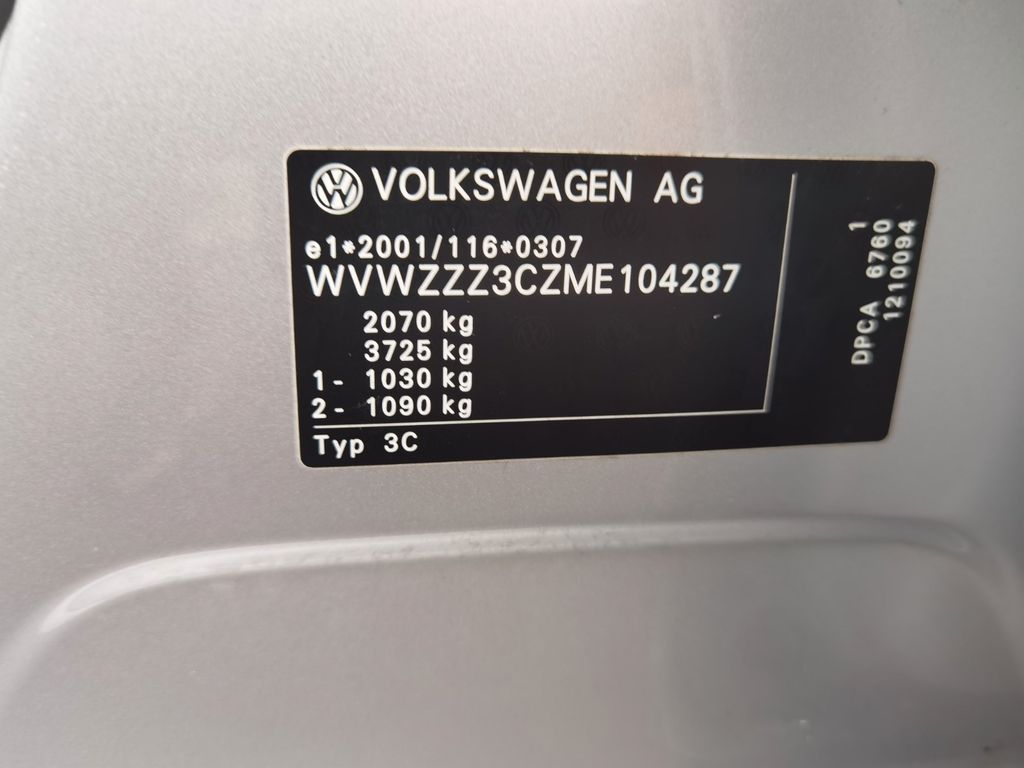 VOLKSWAGEN AG
e1*2001/116*0307
WVWZZZ3CZME104287
2070 kg
3725 kg
1- 1030 kg
2- 1090 kg
Typ 3C
1
DPCA 6760
1210094